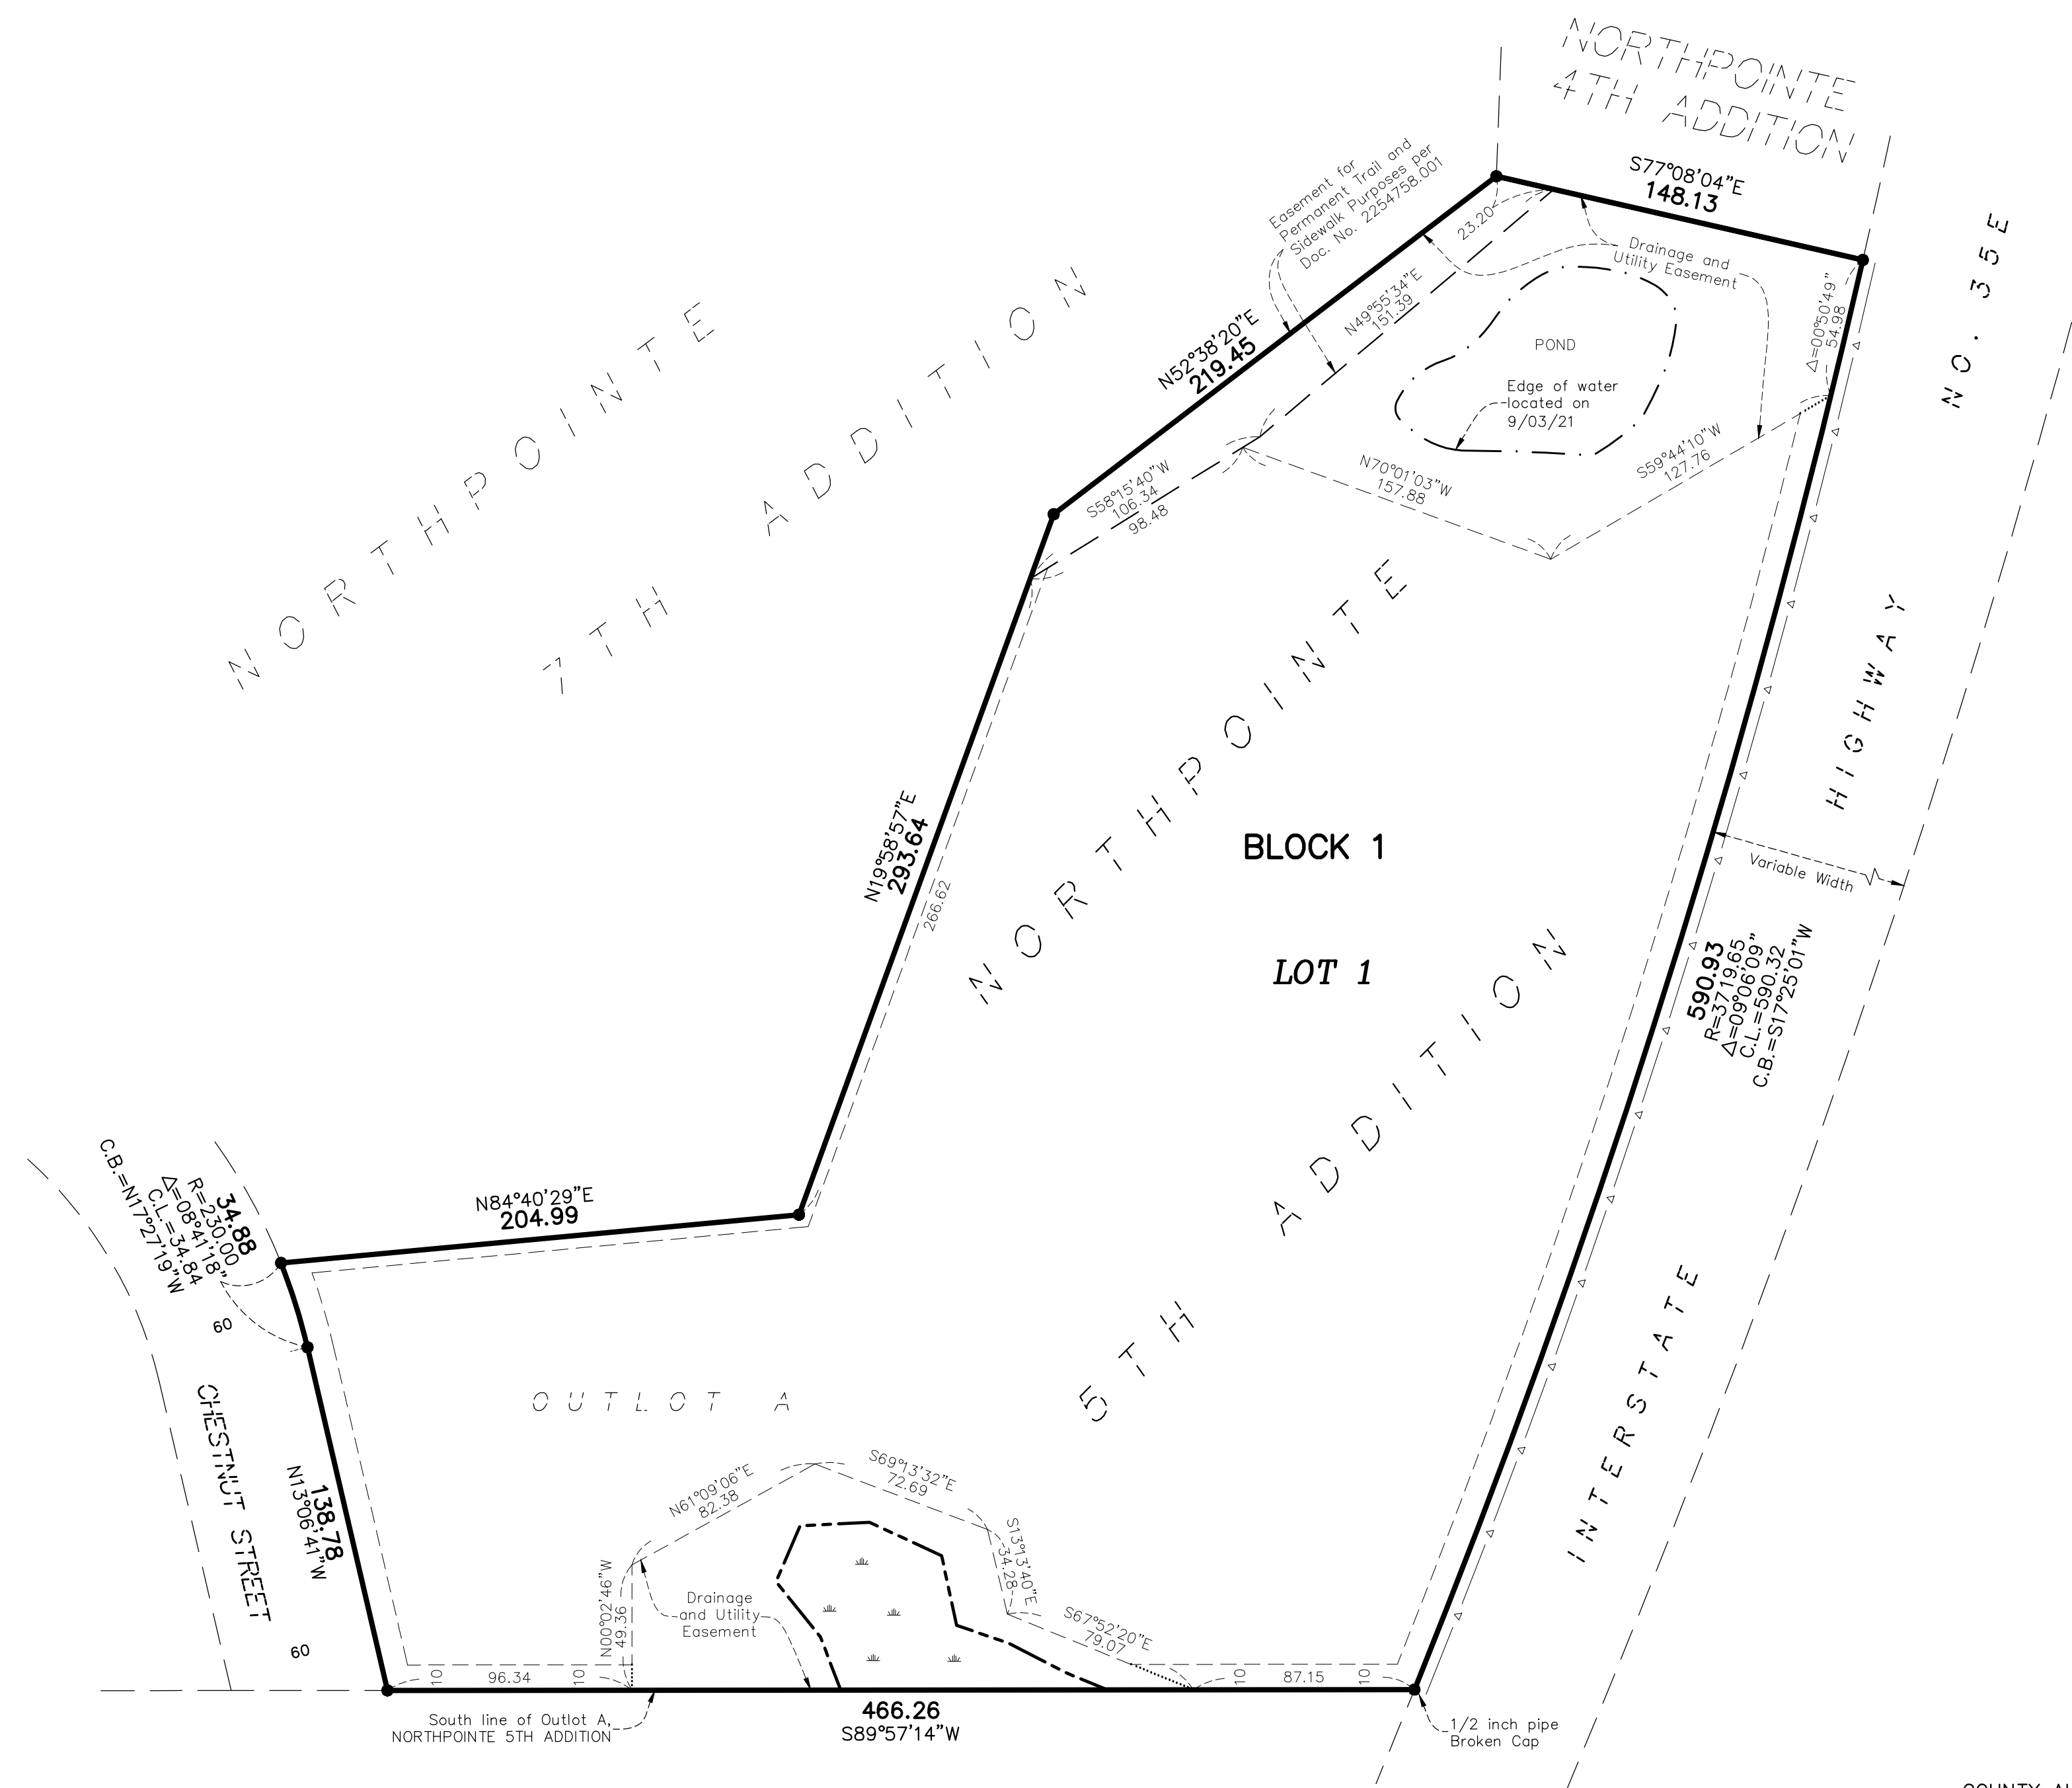 NORTHPOINTE
4TH ADDITION
S77°08'04"E
148.13
Easement for
Permanent Trail and
Sidewalk Purposes per
Doc. No. 2254758.001
23.20
Drainage and
Utility Easement
N49°55'34"E
151.39
N52°38'20"E
219.45
POND
Edge of water
located on
9/03/21
Δ=00°50'49"
54.98
S59°44'10"W
127.76
N70°01'03"W
157.88
S58°15'40"W
106.34
98.48
NORTHPOINTE
7TH ADDITION
N19°58'57"E
293.64
266.62
NORTHPOINTE
5TH ADDITION
BLOCK 1
LOT 1
INTERSTATE HIGHWAY NO. 35E
Variable Width
590.93
R=3719.65
Δ=09°06'09"
C.L.=590.32
C.B.=S17°25'01"W
N84°40'29"E
204.99
34.88
R=230.00
Δ=08°41'18"
C.L.=34.84
C.B.=N17°27'19"W
60
CHESTNUT STREET
138.78
N13°06'41"W
60
OUTLOT A
N61°09'06"E
82.38
S69°13'32"E
72.69
S13°13'40"E
34.28
S67°52'20"E
79.07
N00°02'46"W
49.36
Drainage
and Utility
Easement
10
96.34
10
10
87.15
10
466.26
S89°57'14"W
South line of Outlot A,
NORTHPOINTE 5TH ADDITION
1/2 inch pipe
Broken Cap